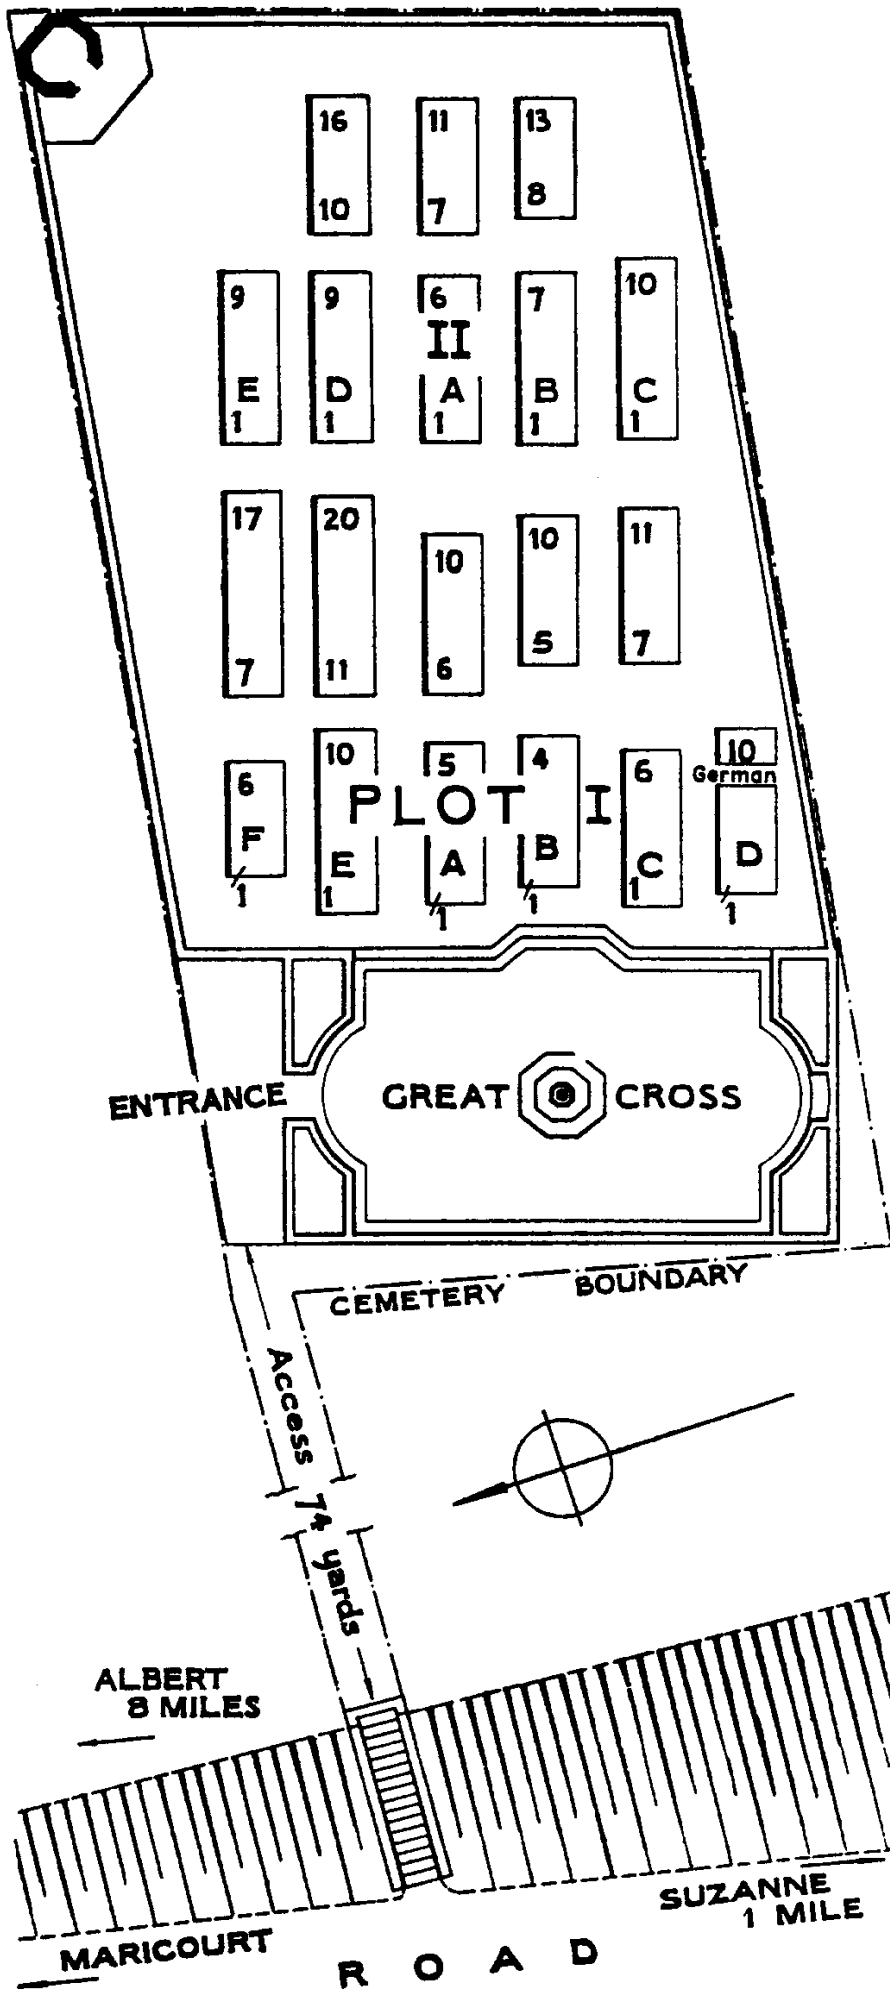 16 11 13
10 7 8
9 9 6 7 10
II
E D A B C
1 1 1 1 1
17 20 10 10 11
7 11 6 5 7
6 10 5 4 6 10
German
PLOT I
F E A B C D
1 1 1 1 1 1
ENTRANCE
GREAT CROSS
CEMETERY BOUNDARY
Access 74 yards
ALBERT
8 MILES
SUZANNE
1 MILE
MARICOURT
ROAD